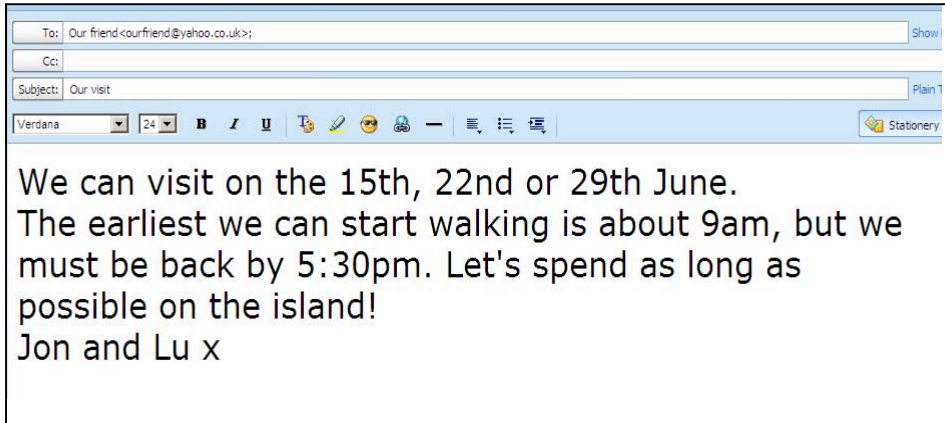 To: Our friend<ourfriend@yahoo.co.uk>; Show
Cc:
Subject: Our visit Plain
Verdana 24 B I U Stationery
We can visit on the 15th, 22nd or 29th June.
The earliest we can start walking is about 9am, but we
must be back by 5:30pm. Let's spend as long as
possible on the island!
Jon and Lu x